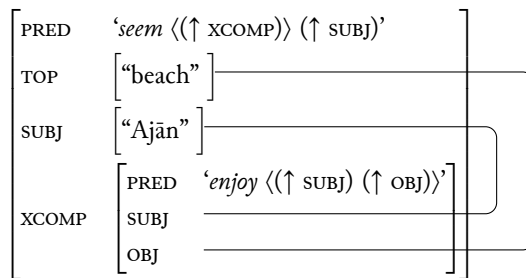 PRED ‘seem ⟨(↑ XCOMP)⟩ (↑ SUBJ)’
TOP [“beach”]
SUBJ [“Ajān”]
PRED ‘enjoy ⟨(↑ SUBJ) (↑ OBJ)⟩’
XCOMP SUBJ
OBJ